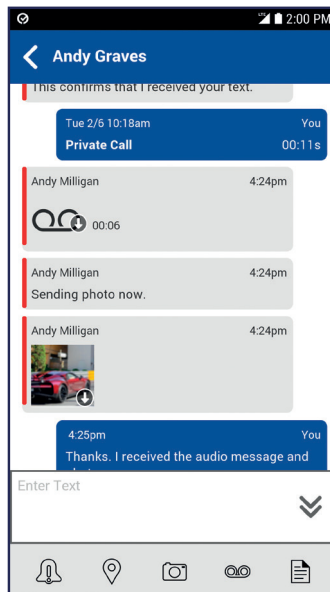 LTE 2:00 PM
Andy Graves
This confirms that I received your text.
Tue 2/6 10:18am You
Private Call 00:11s
Andy Milligan 4:24pm
00:06
Andy Milligan 4:24pm
Sending photo now.
Andy Milligan 4:24pm
4:25pm You
Thanks. I received the audio message and
Enter Text